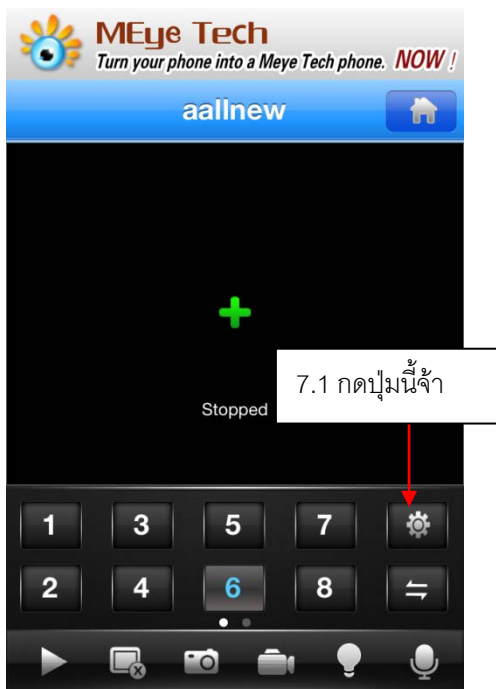 MEye Tech
Turn your phone into a Meye Tech phone. NOW !
aallnew
7.1 กดปุ่มนี้จ้า
Stopped
1 3 5 7
2 4 6 8